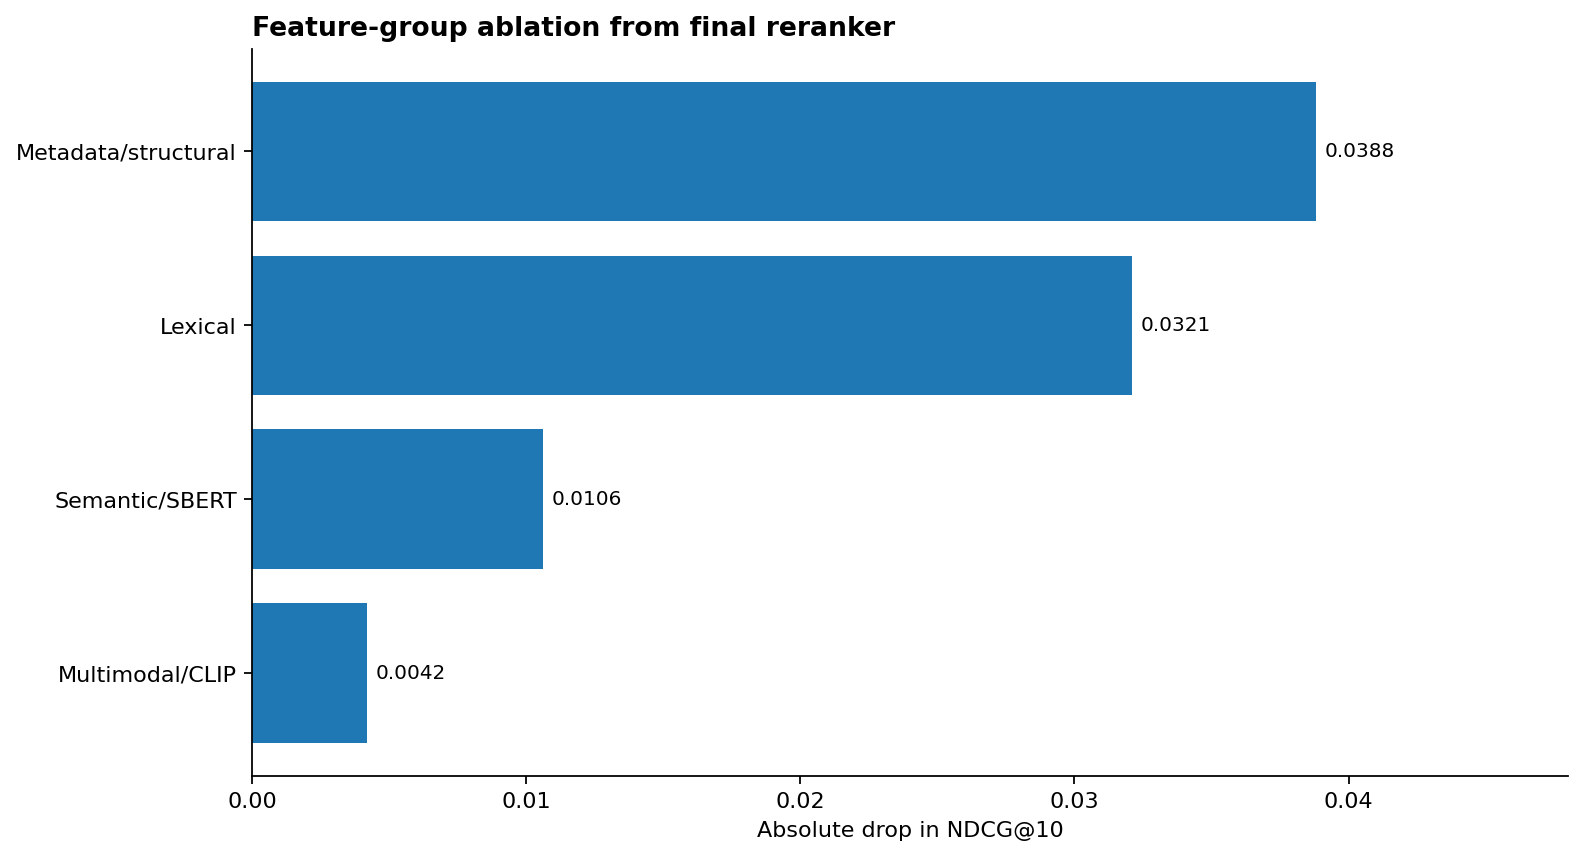 Feature-group ablation from final reranker
Metadata/structural
0.0388
Lexical
0.0321
Semantic/SBERT
0.0106
Multimodal/CLIP
0.0042
0.00 0.01 0.02 0.03 0.04
Absolute drop in NDCG@10